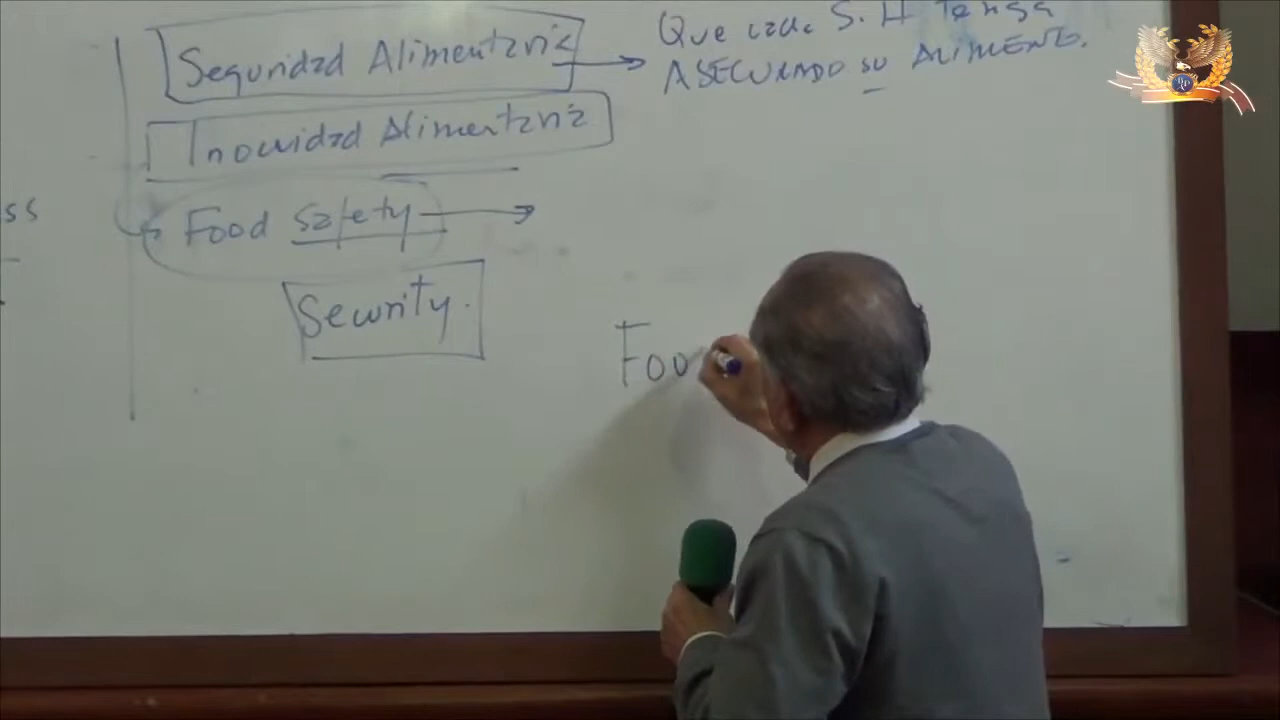 Que cada S.H Tenga
ASEGURADO su ALIMENTO.
Seguridad Alimentaria
Inocuidad Alimentaria
Food safety
Security.
Foo
ss